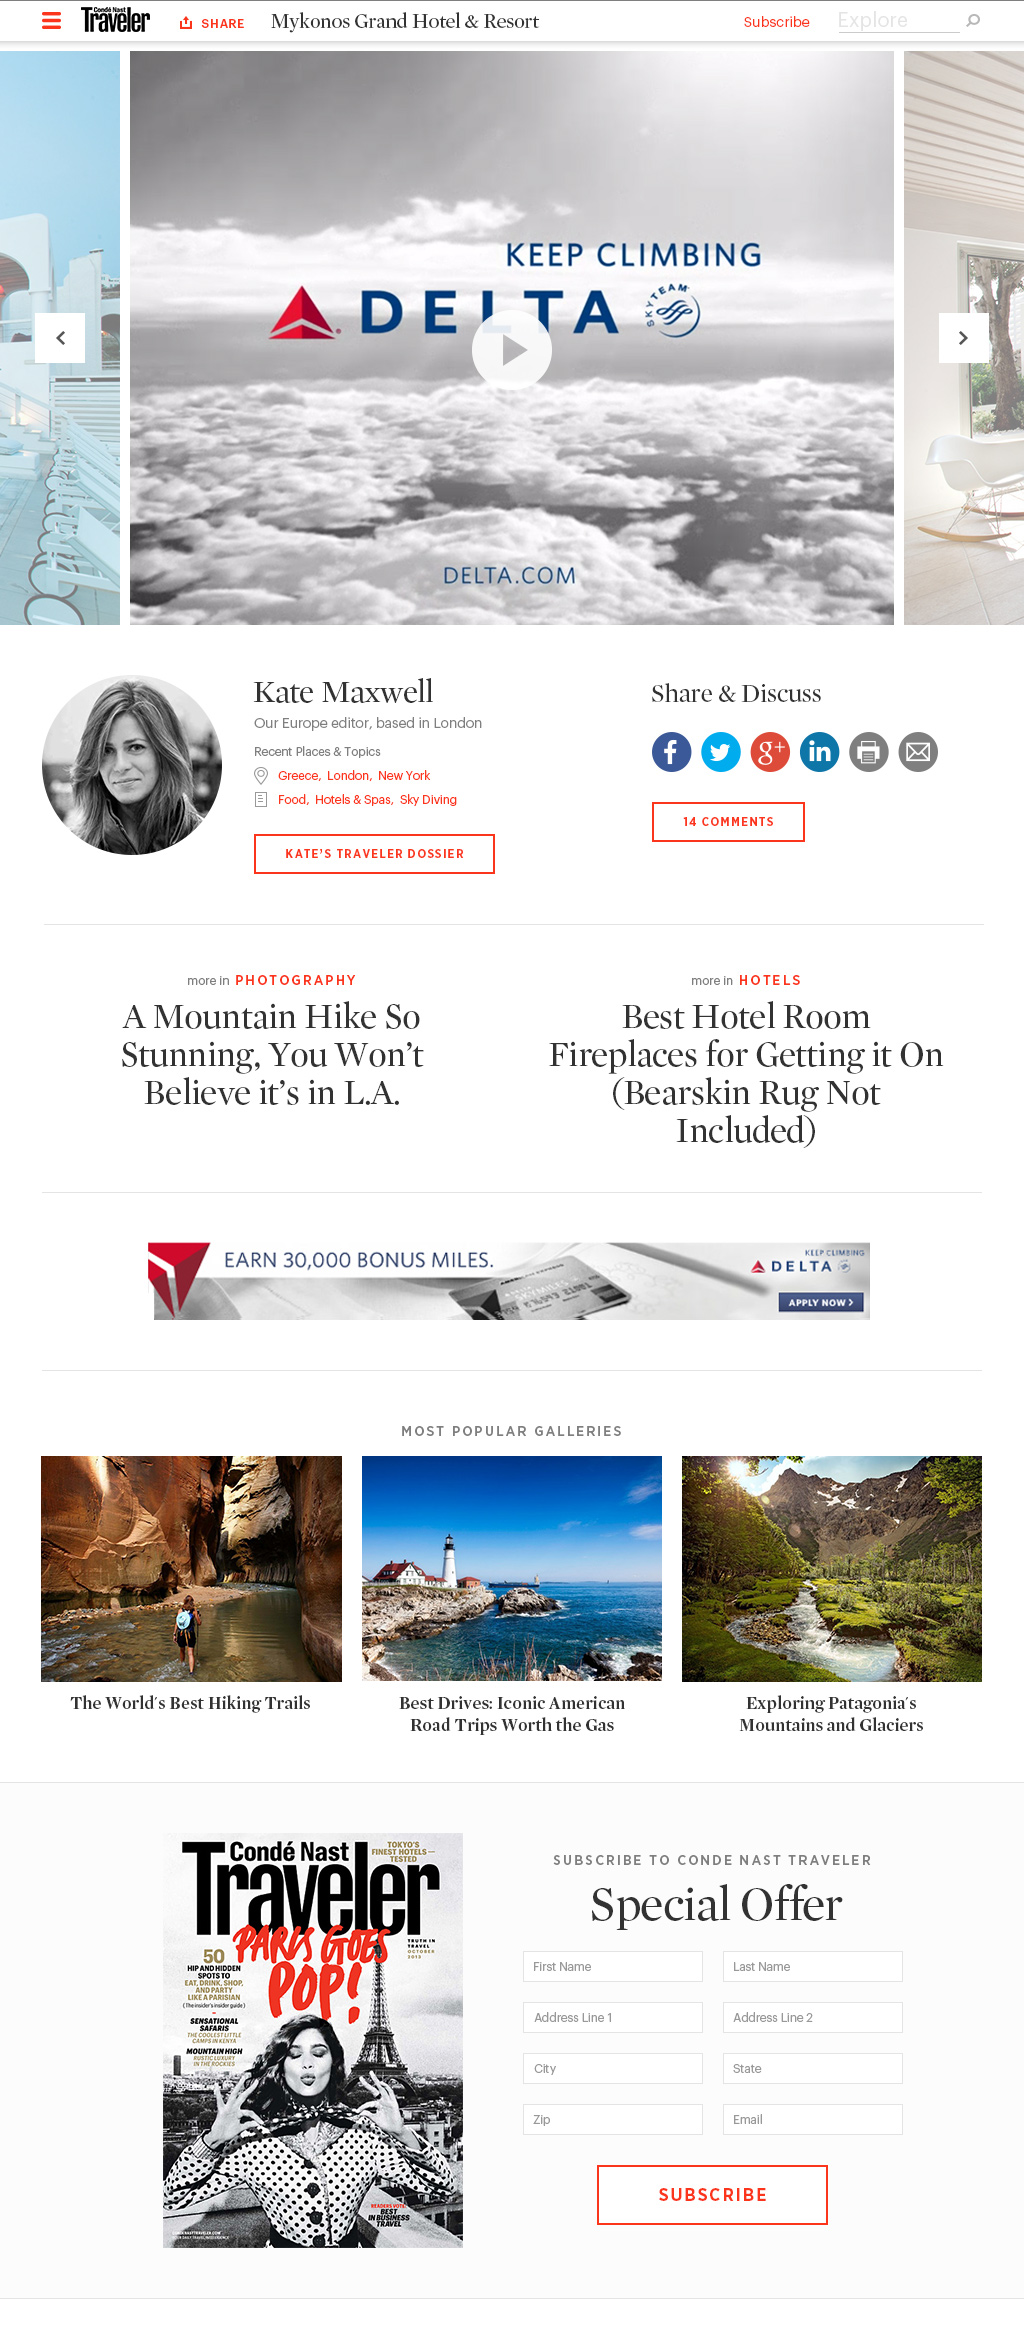 Condé Nast
Traveler
SHARE
Mykonos Grand Hotel & Resort
Subscribe
Explore
KEEP CLIMBING
DELTA
SKYTEAM
DELTA.COM
Kate Maxwell
Our Europe editor, based in London
Recent Places & Topics
Greece, London, New York
Food, Hotels & Spas, Sky Diving
KATE’S TRAVELER DOSSIER
Share & Discuss
14 COMMENTS
more in PHOTOGRAPHY
A Mountain Hike So
Stunning, You Won’t
Believe it’s in L.A.
more in HOTELS
Best Hotel Room
Fireplaces for Getting it On
(Bearskin Rug Not
Included)
EARN 30,000 BONUS MILES.
KEEP CLIMBING
DELTA
APPLY NOW >
MOST POPULAR GALLERIES
The World's Best Hiking Trails
Best Drives: Iconic American
Road Trips Worth the Gas
Exploring Patagonia's
Mountains and Glaciers
Condé Nast
Traveler
TOKYO'S
FINEST HOTELS—
TESTED
TRUTH IN
TRAVEL
OCTOBER
2013
PARIS GOES
POP!
50
HIP AND HIDDEN
SPOTS TO
EAT, DRINK, SHOP,
AND PARTY
LIKE A PARISIAN
(The insider's insider guide)
SENSATIONAL
SAFARIS
THE COOLEST LITTLE
CAMPS IN KENYA
MOUNTAIN HIGH
RUSTIC LUXURY
IN THE ROCKIES
READERS VOTE:
BEST
IN BUSINESS
TRAVEL
SUBSCRIBE TO CONDE NAST TRAVELER
Special Offer
First Name
Last Name
Address Line 1
Address Line 2
City
State
Zip
Email
SUBSCRIBE